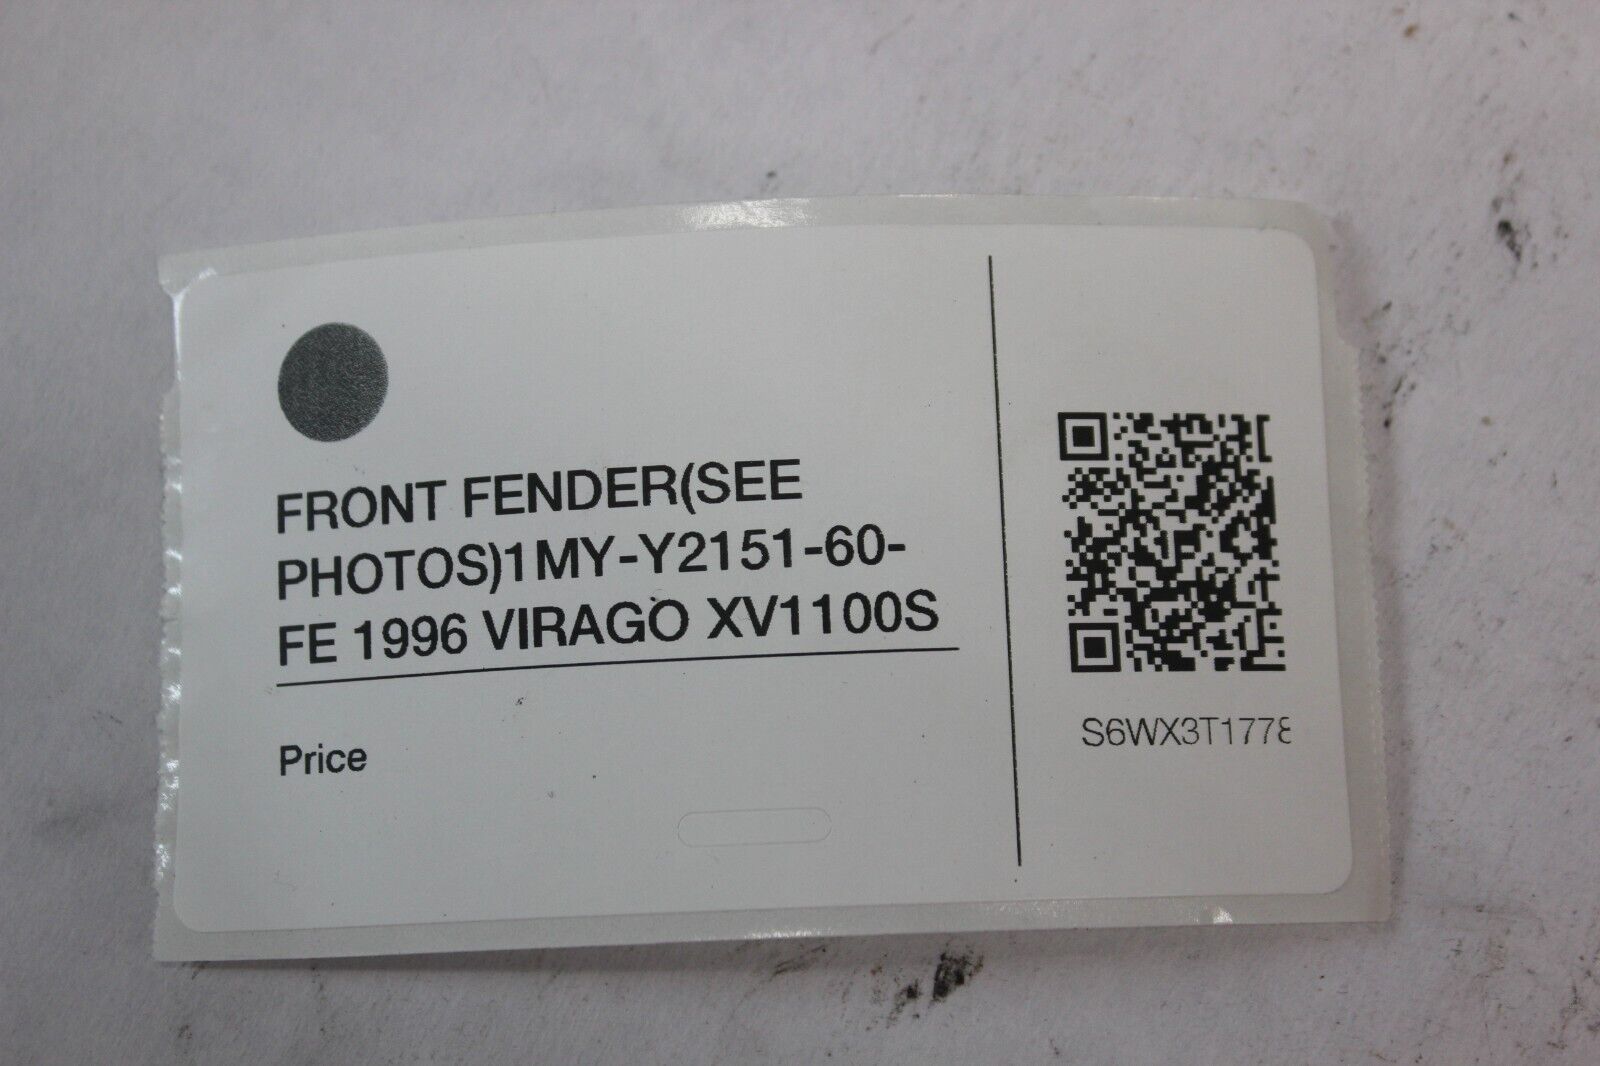 FRONT FENDER(SEE
PHOTOS)1MY-Y2151-60-
FE 1996 VIRAGO XV1100S
Price
S6WX3T1778